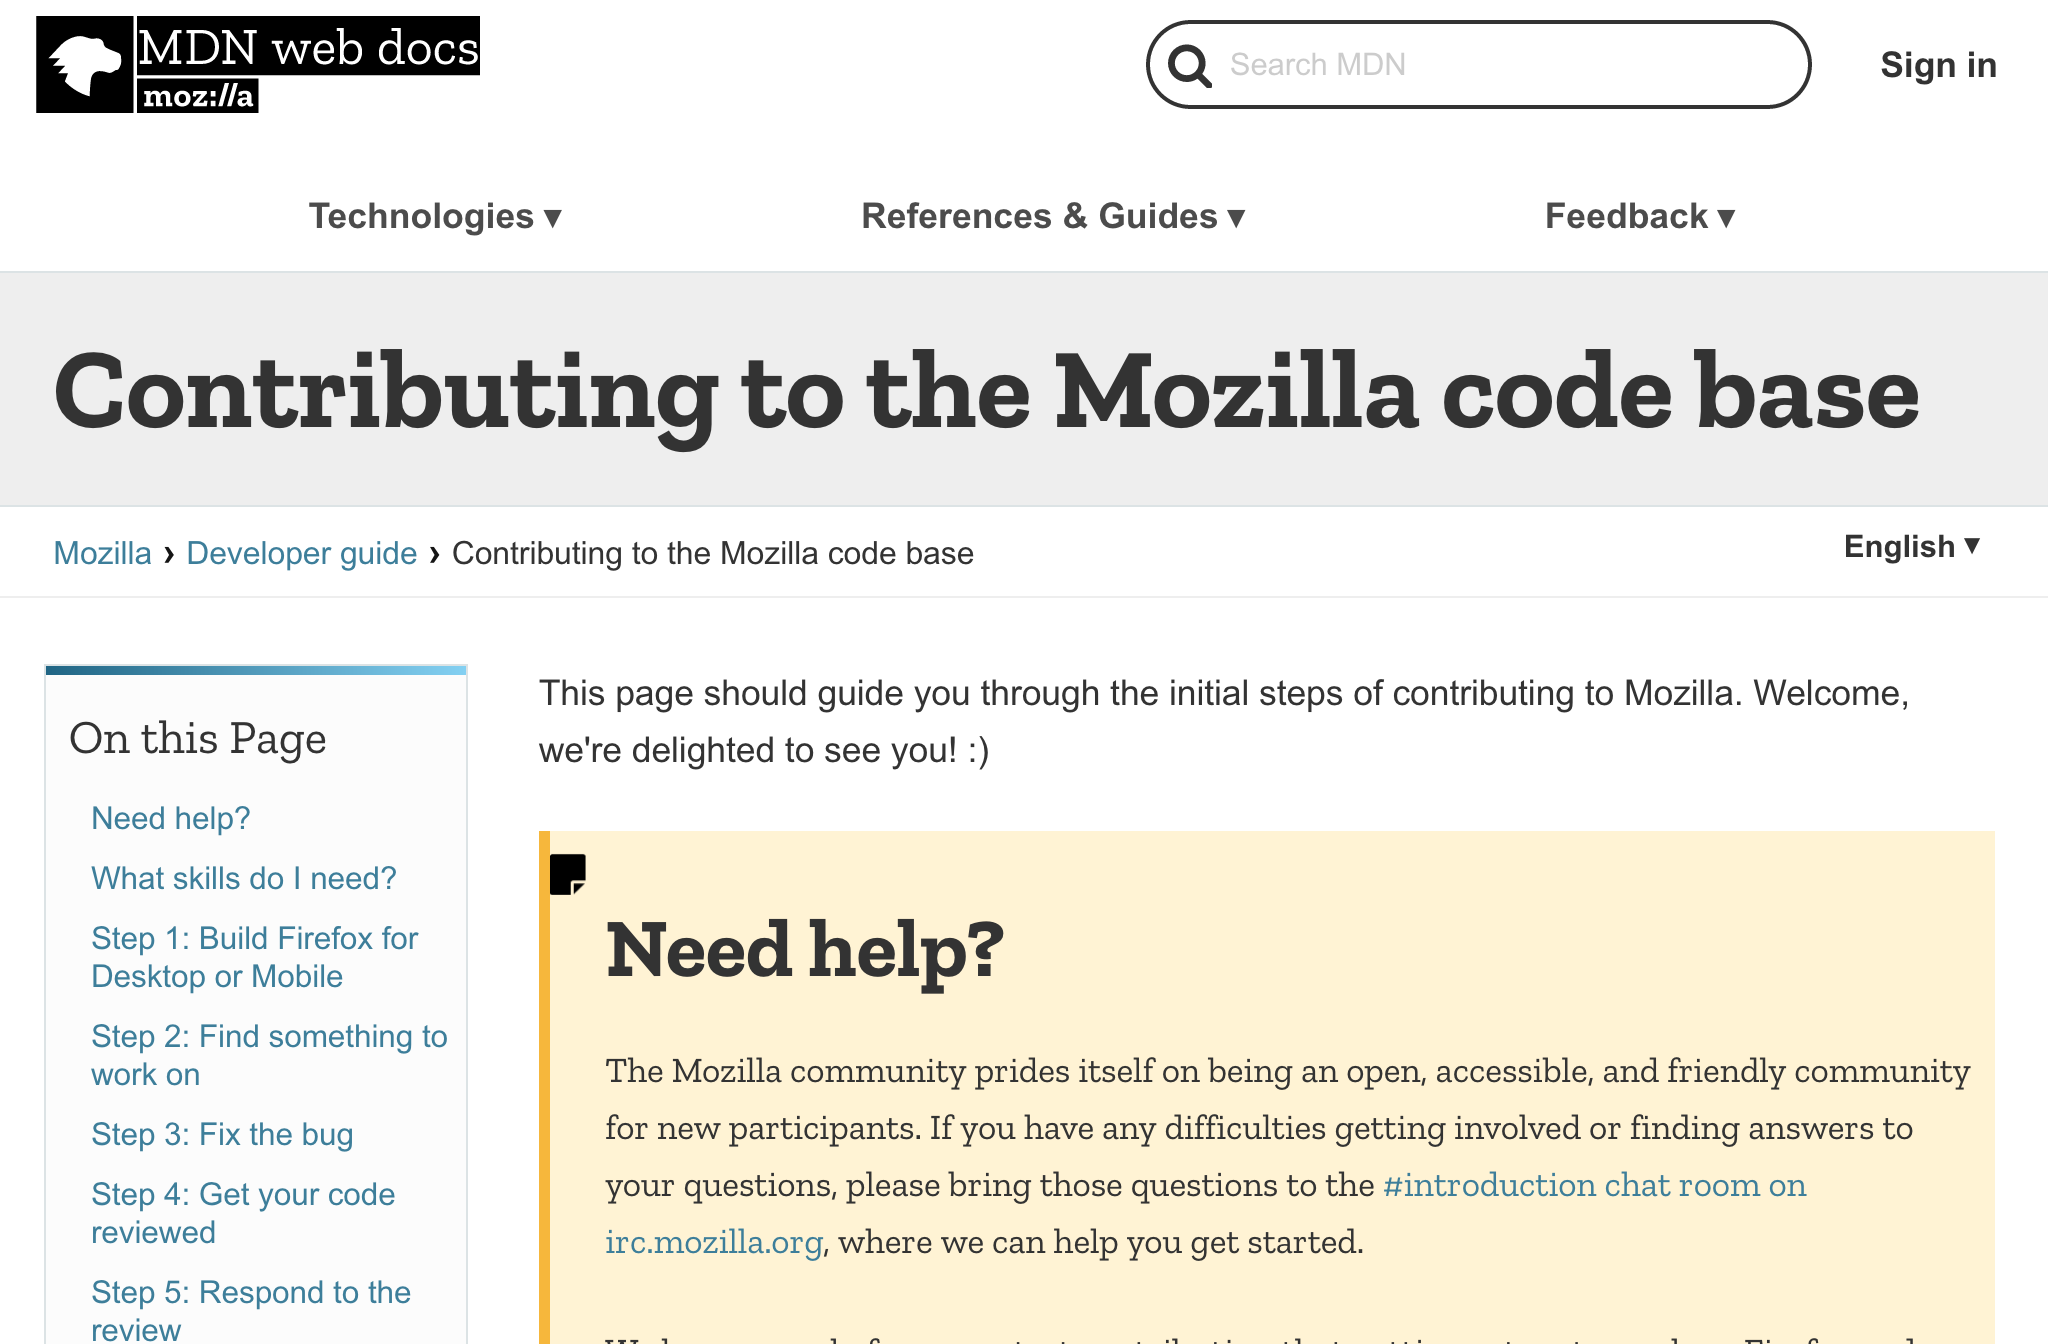 MDN web docs
moz://a
Search MDN
Sign in
Technologies ▾
References & Guides ▾
Feedback ▾
Contributing to the Mozilla code base
Mozilla › Developer guide › Contributing to the Mozilla code base
English ▾
On this Page
Need help?
What skills do I need?
Step 1: Build Firefox for
Desktop or Mobile
Step 2: Find something to
work on
Step 3: Fix the bug
Step 4: Get your code
reviewed
Step 5: Respond to the
review
This page should guide you through the initial steps of contributing to Mozilla. Welcome,
we're delighted to see you! :)
Need help?
The Mozilla community prides itself on being an open, accessible, and friendly community
for new participants. If you have any difficulties getting involved or finding answers to
your questions, please bring those questions to the #introduction chat room on
irc.mozilla.org, where we can help you get started.